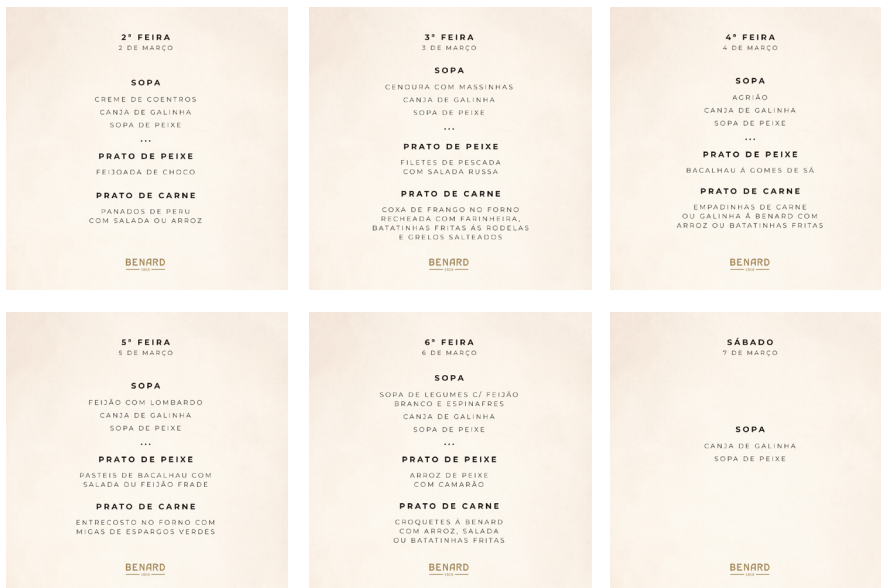 2ª FEIRA
2 DE MARÇO
SOPA
CREME DE COENTROS
CANJA DE GALINHA
SOPA DE PEIXE
...
PRATO DE PEIXE
FEIJOADA DE CHOCO
PRATO DE CARNE
PANADOS DE PERU
COM SALADA OU ARROZ
BENARD
3ª FEIRA
3 DE MARÇO
SOPA
CENOURA COM MASSINHAS
CANJA DE GALINHA
SOPA DE PEIXE
...
PRATO DE PEIXE
FILETES DE PESCADA
COM SALADA RUSSA
PRATO DE CARNE
COXA DE FRANGO NO FORNO
RECHEADA COM FARINHEIRA,
BATATINHAS FRITAS ÁS RODELAS
E GRELOS SALTEADOS
BENARD
4ª FEIRA
4 DE MARÇO
SOPA
AGRIÃO
CANJA DE GALINHA
SOPA DE PEIXE
...
PRATO DE PEIXE
BACALHAU Á GOMES DE SÁ
PRATO DE CARNE
EMPADINHAS DE CARNE
OU GALINHA Á BENARD COM
ARROZ OU BATATINHAS FRITAS
BENARD
5ª FEIRA
5 DE MARÇO
SOPA
FEIJÃO COM LOMBARDO
CANJA DE GALINHA
SOPA DE PEIXE
...
PRATO DE PEIXE
PASTEIS DE BACALHAU COM
SALADA OU FEIJÃO FRADE
PRATO DE CARNE
ENTRECOSTO NO FORNO COM
MIGAS DE ESPARGOS VERDES
BENARD
6ª FEIRA
6 DE MARÇO
SOPA
SOPA DE LEGUMES C/ FEIJÃO
BRANCO E ESPINAFRES
CANJA DE GALINHA
SOPA DE PEIXE
...
PRATO DE PEIXE
ARROZ DE PEIXE
COM CAMARÃO
PRATO DE CARNE
CROQUETES Á BENARD
COM ARROZ, SALADA
OU BATATINHAS FRITAS
BENARD
SÁBADO
7 DE MARÇO
SOPA
CANJA DE GALINHA
SOPA DE PEIXE
BENARD